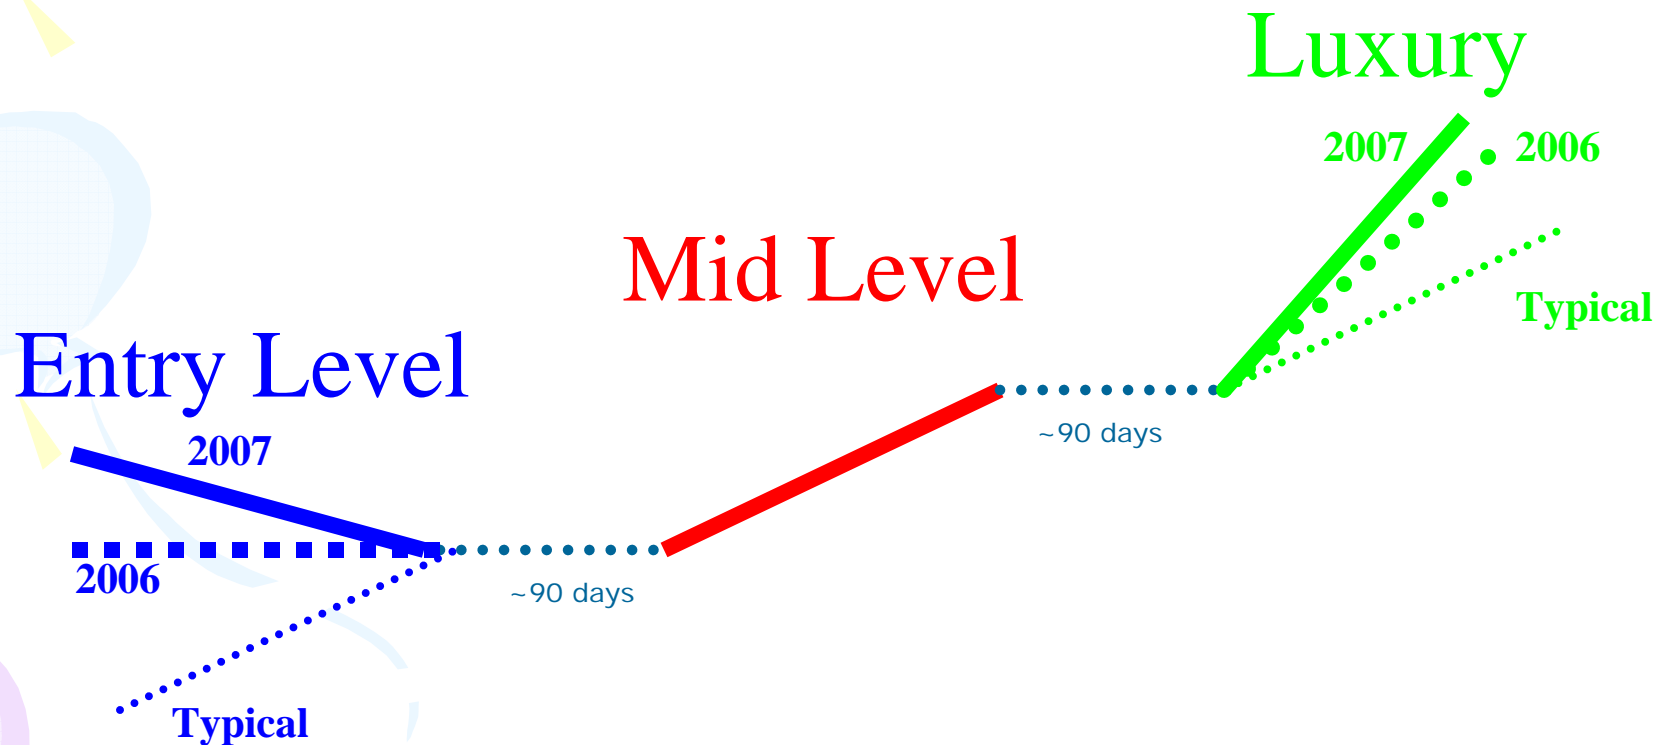 Luxury
2007
2006
Typical
Mid Level
~90 days
Entry Level
2007
2006
Typical
~90 days